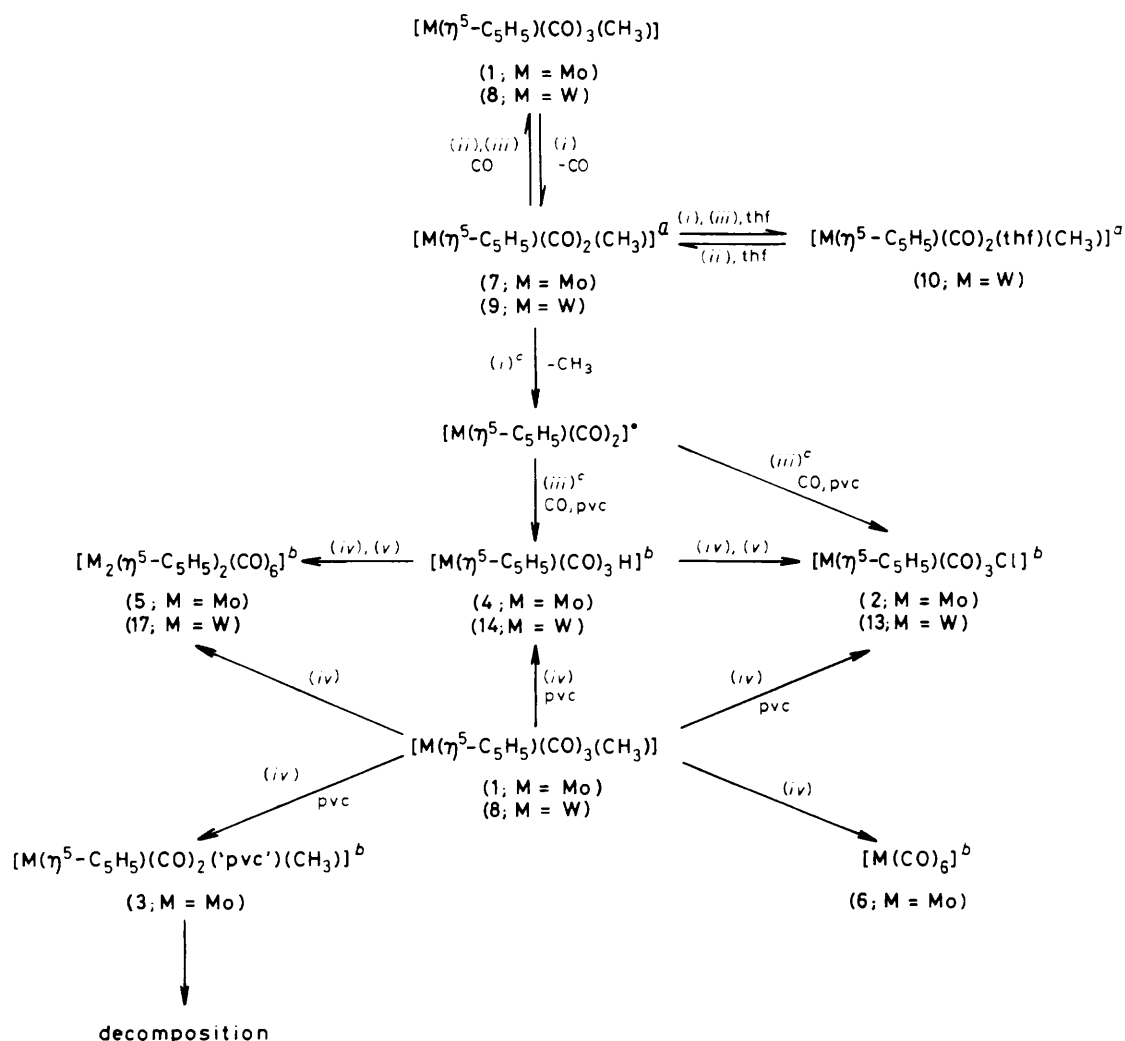 [M(η⁵-C₅H₅)(CO)₃(CH₃)]
(1; M = Mo)
(8; M = W)
(ii),(iii)
CO
(i)
-CO
[M(η⁵-C₅H₅)(CO)₂(CH₃)]ᵃ
(7; M = Mo)
(9; M = W)
(i), (iii), thf
(ii), thf
[M(η⁵-C₅H₅)(CO)₂(thf)(CH₃)]ᵃ
(10; M = W)
(i)ᶜ
-CH₃
[M(η⁵-C₅H₅)(CO)₂]•
(iii)ᶜ
CO,pvc
(iii)ᶜ
CO,pvc
[M₂(η⁵-C₅H₅)₂(CO)₆]ᵇ
(5; M = Mo)
(17; M = W)
(iv), (v)
[M(η⁵-C₅H₅)(CO)₃H]ᵇ
(4; M = Mo)
(14; M = W)
(iv), (v)
[M(η⁵-C₅H₅)(CO)₃Cl]ᵇ
(2; M = Mo)
(13; M = W)
(iv)
(iv)
pvc
(iv)
pvc
[M(η⁵-C₅H₅)(CO)₃(CH₃)]
(1; M = Mo)
(8; M = W)
(iv)
pvc
(iv)
[M(η⁵-C₅H₅)(CO)₂('pvc')(CH₃)]ᵇ
(3; M = Mo)
[M(CO)₆]ᵇ
(6; M = Mo)
decomposition